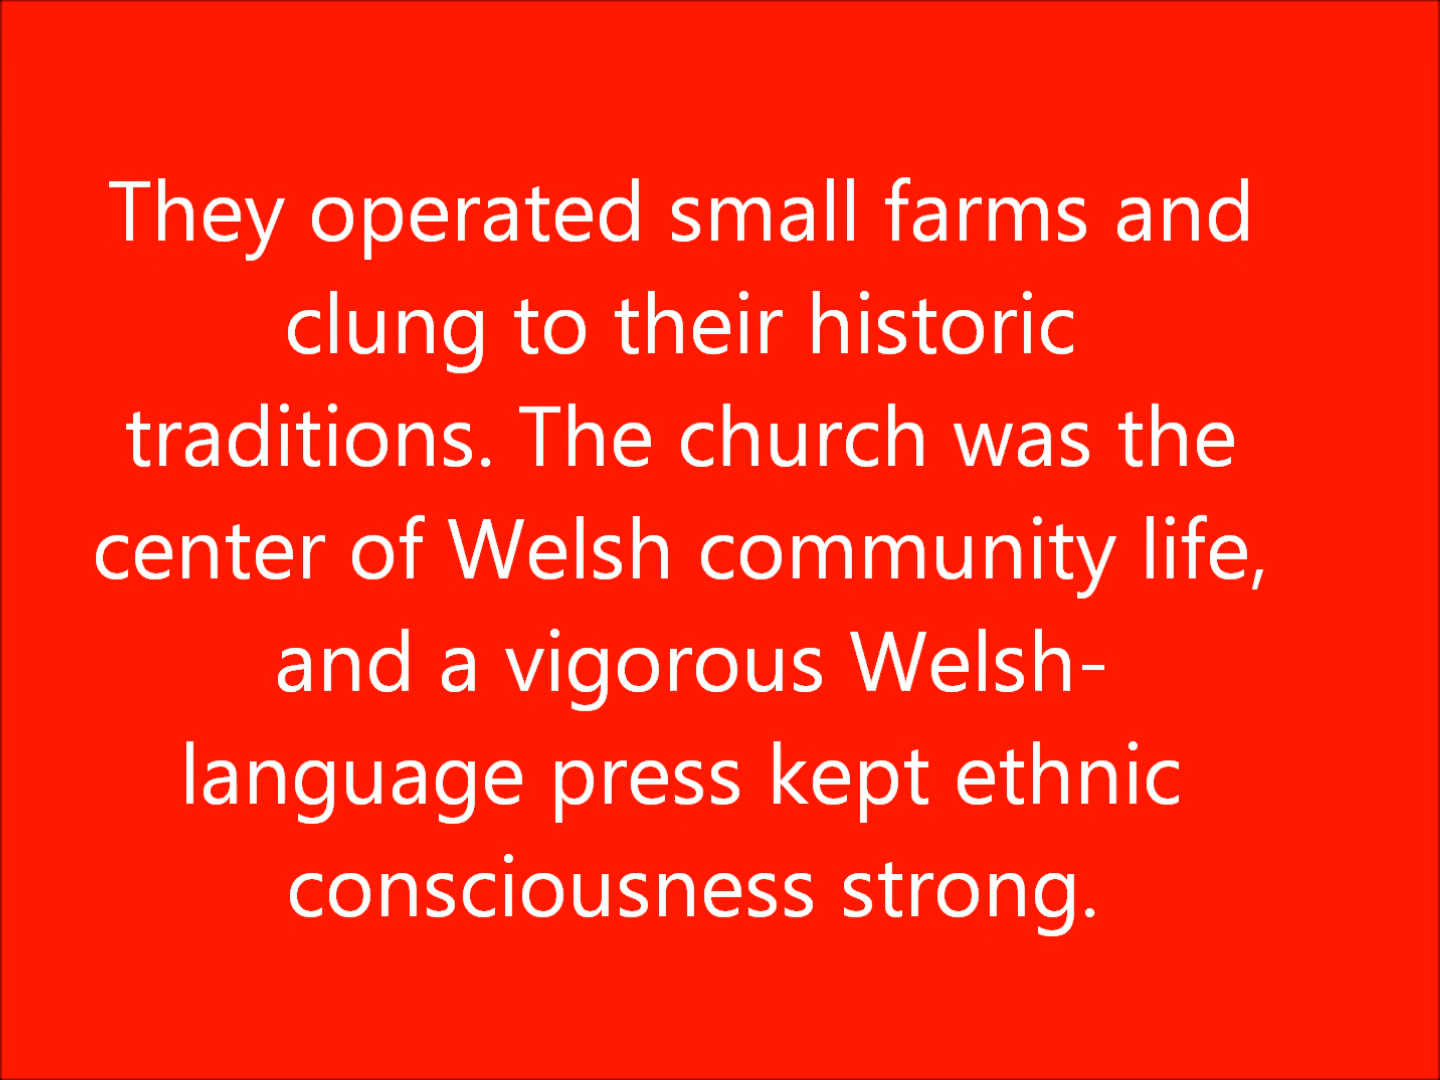 They operated small farms and
clung to their historic
traditions. The church was the
center of Welsh community life,
and a vigorous Welsh-
language press kept ethnic
consciousness strong.